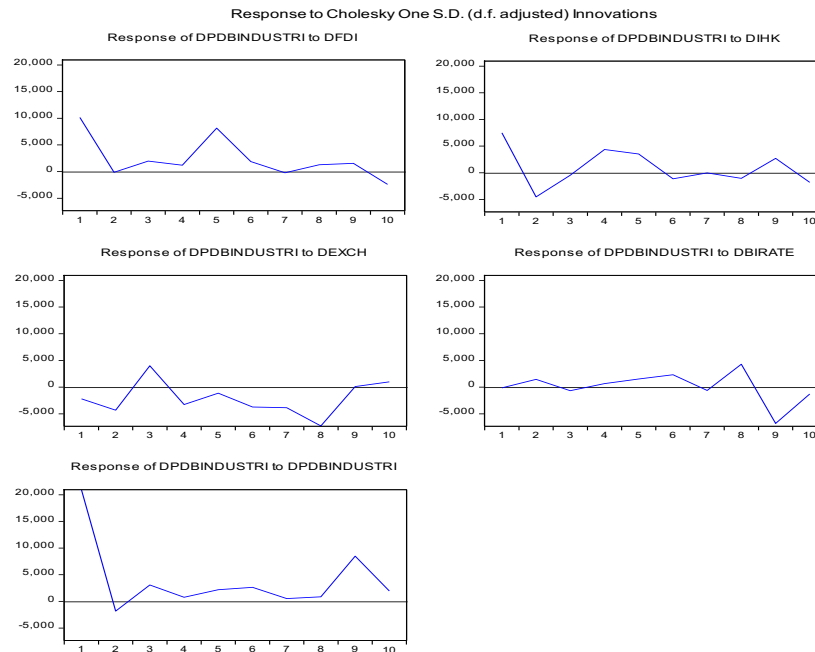 Response to Cholesky One S.D. (d.f. adjusted) Innovations
Response of DPDBINDUSTRI to DFDI
20,000
15,000
10,000
5,000
0
-5,000
1 2 3 4 5 6 7 8 9 10
Response of DPDBINDUSTRI to DIHK
20,000
15,000
10,000
5,000
0
-5,000
1 2 3 4 5 6 7 8 9 10
Response of DPDBINDUSTRI to DEXCH
20,000
15,000
10,000
5,000
0
-5,000
1 2 3 4 5 6 7 8 9 10
Response of DPDBINDUSTRI to DBIRATE
20,000
15,000
10,000
5,000
0
-5,000
1 2 3 4 5 6 7 8 9 10
Response of DPDBINDUSTRI to DPDBINDUSTRI
20,000
15,000
10,000
5,000
0
-5,000
1 2 3 4 5 6 7 8 9 10